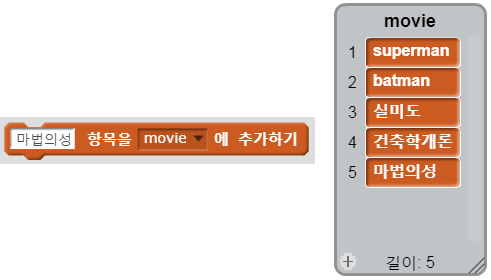 마법의성 항목을 movie 에 추가하기
movie
1 superman
2 batman
3 실미도
4 건축학개론
5 마법의성
+ 길이: 5